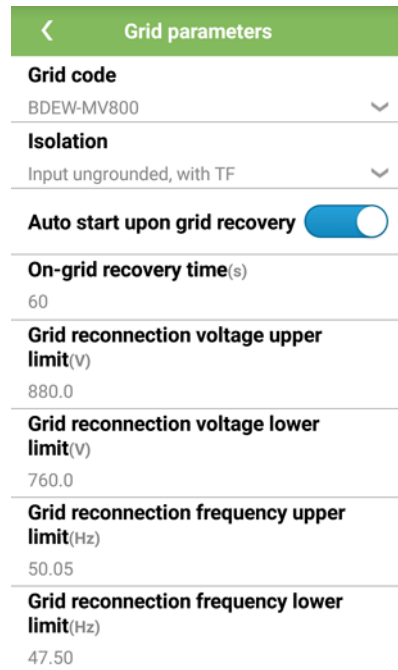 Grid parameters
Grid code
BDEW-MV800
Isolation
Input ungrounded, with TF
Auto start upon grid recovery
On-grid recovery time(s)
60
Grid reconnection voltage upper
limit(V)
880.0
Grid reconnection voltage lower
limit(V)
760.0
Grid reconnection frequency upper
limit(Hz)
50.05
Grid reconnection frequency lower
limit(Hz)
47.50